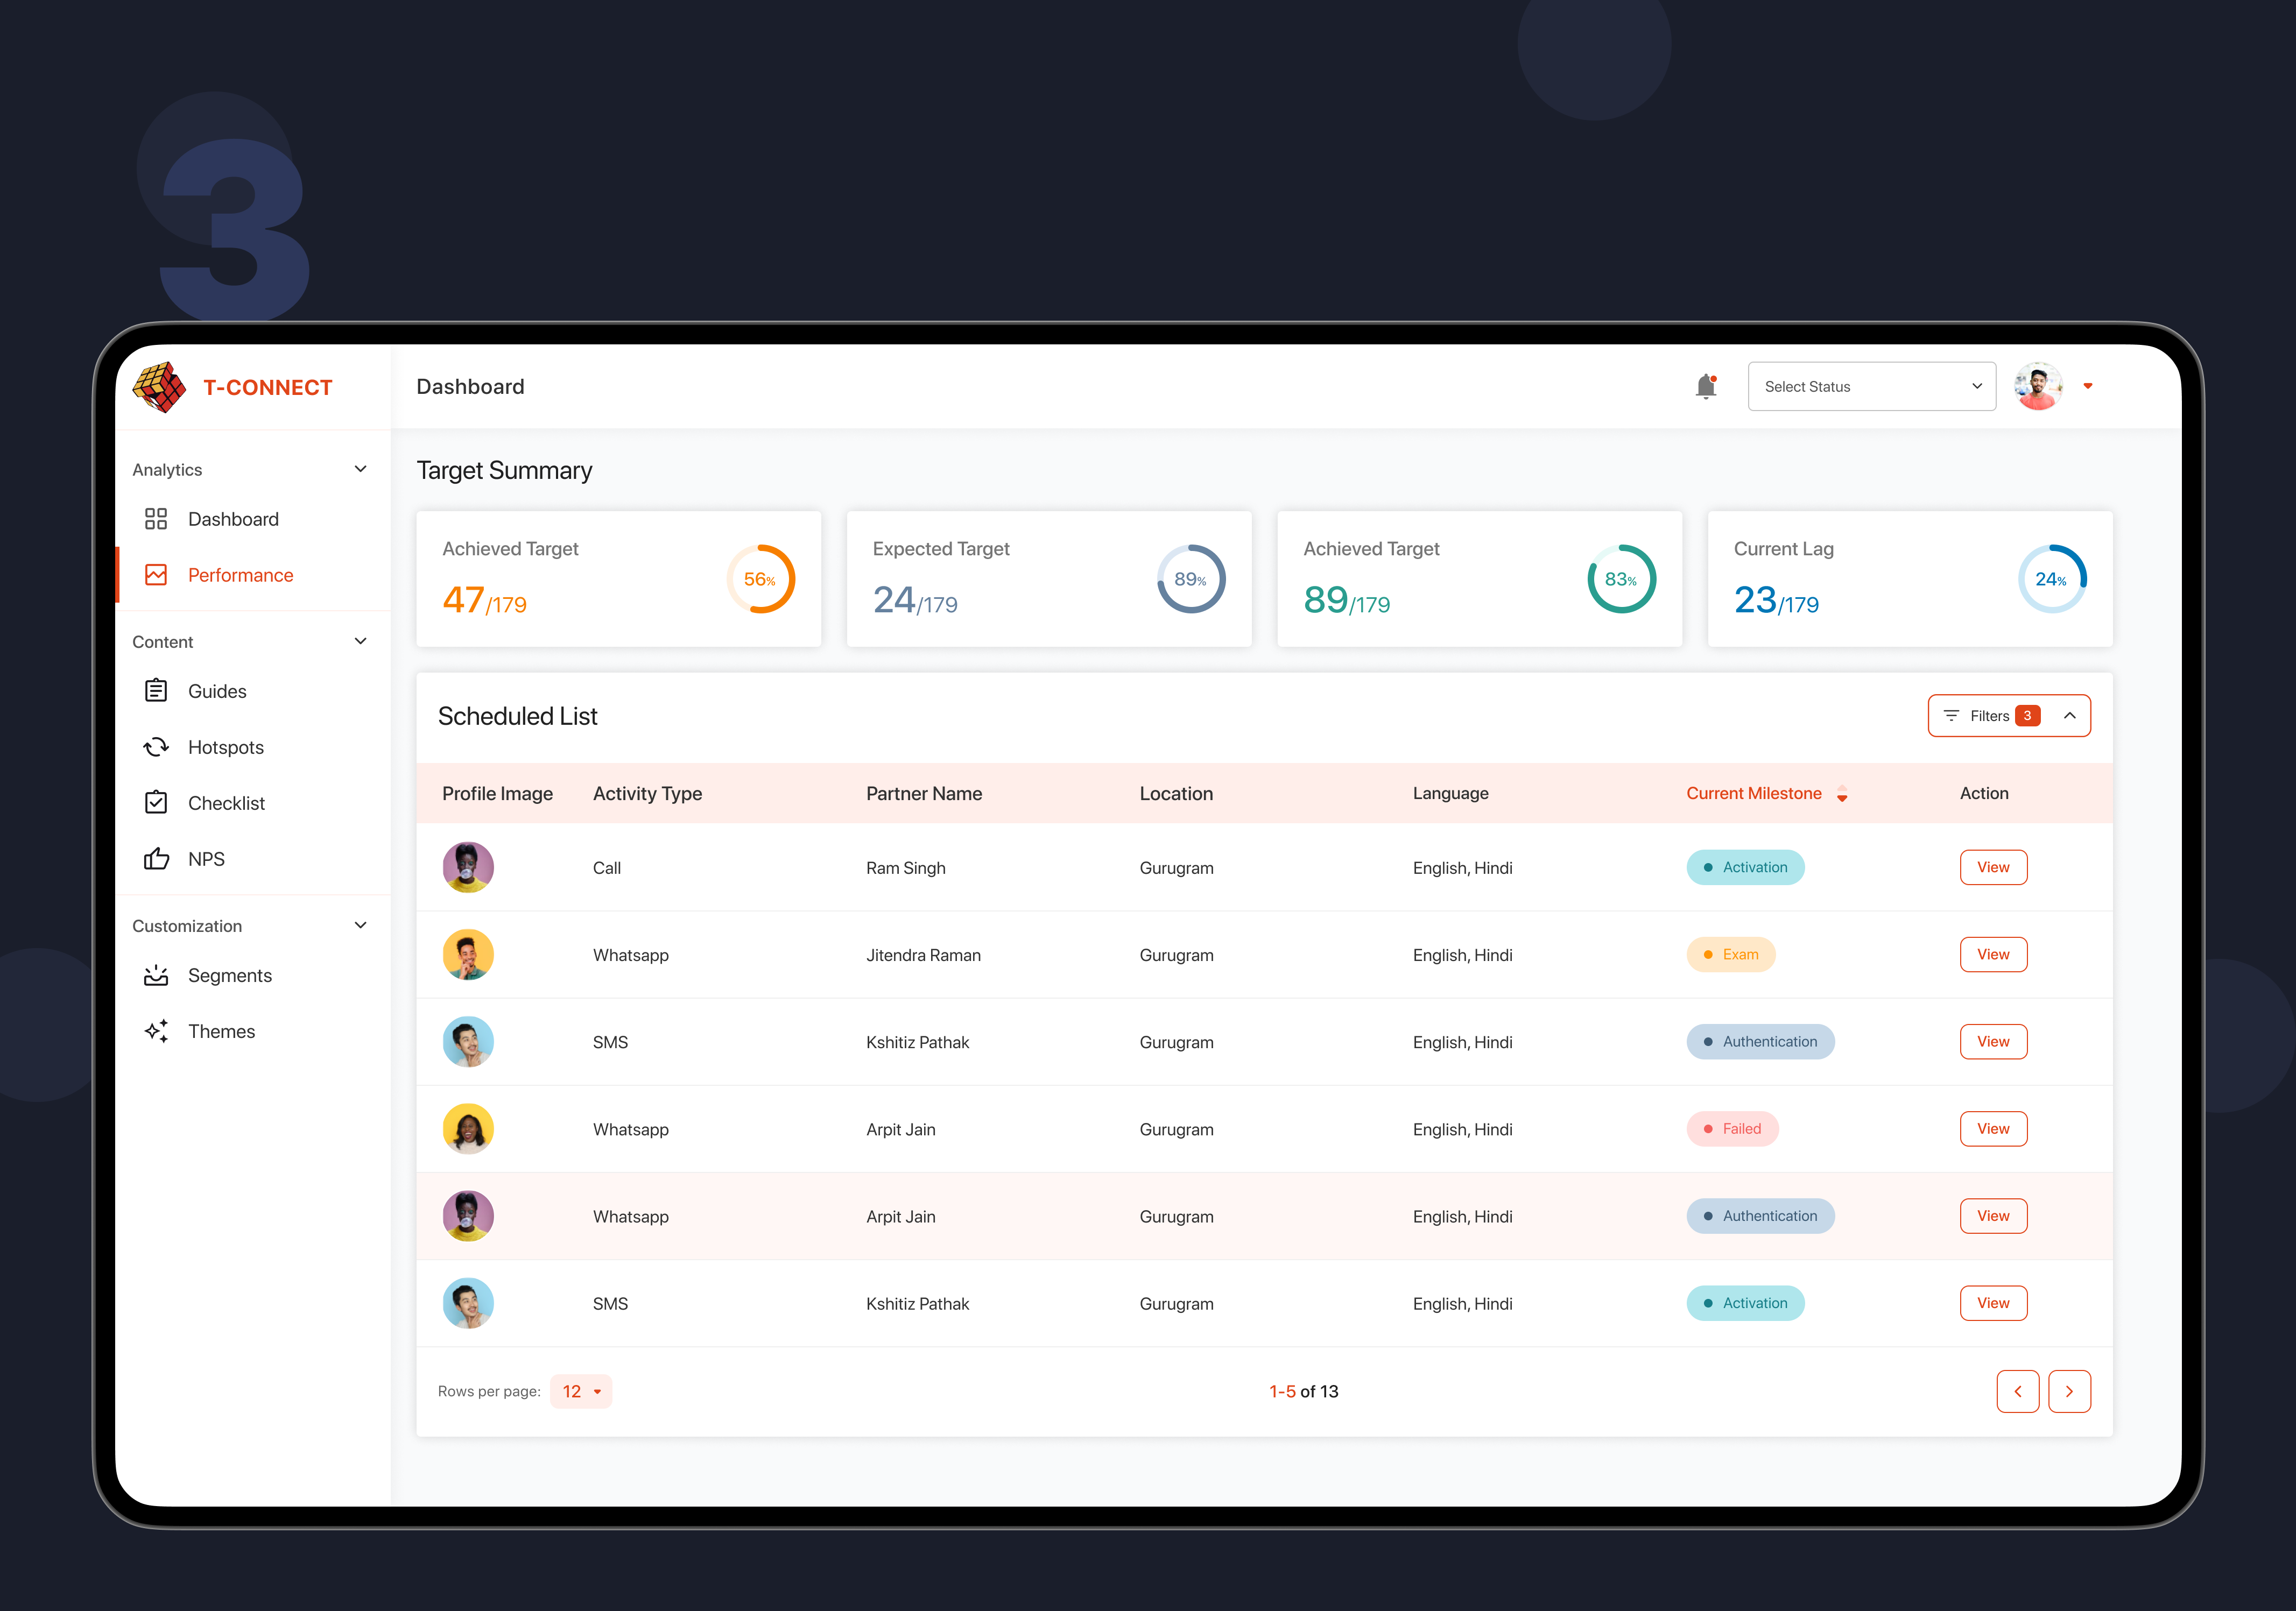 3
T-CONNECT
Dashboard
Select Status
Analytics
Dashboard
Performance
Content
Guides
Hotspots
Checklist
NPS
Customization
Segments
Themes
Target Summary
Achieved Target
47/179
56%
Expected Target
24/179
89%
Achieved Target
89/179
83%
Current Lag
23/179
24%
Scheduled List
Filters 3
Profile Image Activity Type Partner Name Location Language Current Milestone Action
Call Ram Singh Gurugram English, Hindi Activation View
Whatsapp Jitendra Raman Gurugram English, Hindi Exam View
SMS Kshitiz Pathak Gurugram English, Hindi Authentication View
Whatsapp Arpit Jain Gurugram English, Hindi Failed View
Whatsapp Arpit Jain Gurugram English, Hindi Authentication View
SMS Kshitiz Pathak Gurugram English, Hindi Activation View
Rows per page: 12 1-5 of 13